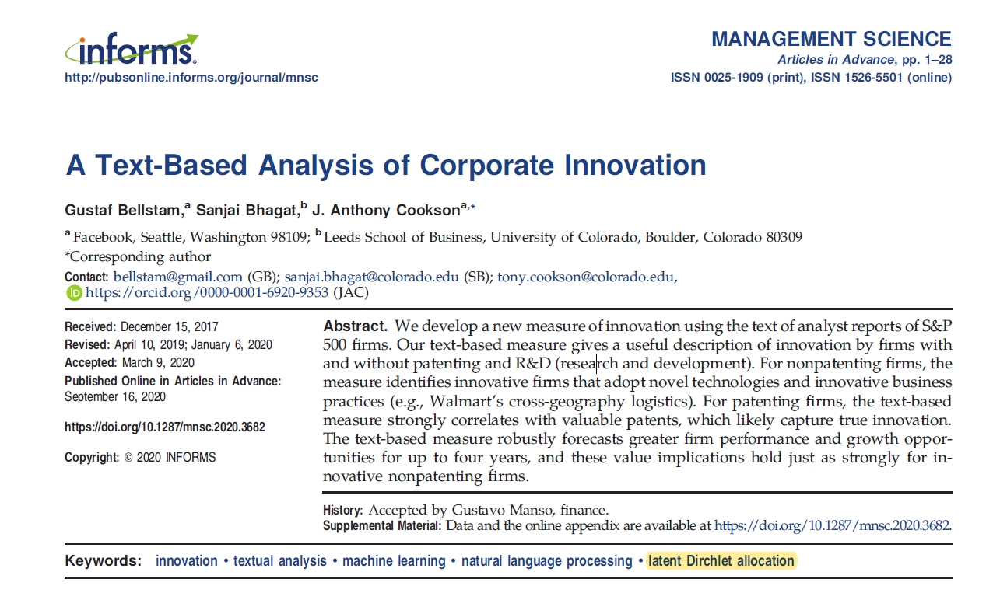 informs®
http://pubsonline.informs.org/journal/mnsc
MANAGEMENT SCIENCE
Articles in Advance, pp. 1–28
ISSN 0025-1909 (print), ISSN 1526-5501 (online)
A Text-Based Analysis of Corporate Innovation
Gustaf Bellstam,a Sanjai Bhagat,b J. Anthony Cooksona,*
a Facebook, Seattle, Washington 98109; b Leeds School of Business, University of Colorado, Boulder, Colorado 80309
*Corresponding author
Contact: bellstam@gmail.com (GB); sanjai.bhagat@colorado.edu (SB); tony.cookson@colorado.edu,
iD https://orcid.org/0000-0001-6920-9353 (JAC)
Received: December 15, 2017
Revised: April 10, 2019; January 6, 2020
Accepted: March 9, 2020
Published Online in Articles in Advance:
September 16, 2020
https://doi.org/10.1287/mnsc.2020.3682
Copyright: © 2020 INFORMS
Abstract. We develop a new measure of innovation using the text of analyst reports of S&P
500 firms. Our text-based measure gives a useful description of innovation by firms with
and without patenting and R&D (research and development). For nonpatenting firms, the
measure identifies innovative firms that adopt novel technologies and innovative business
practices (e.g., Walmart's cross-geography logistics). For patenting firms, the text-based
measure strongly correlates with valuable patents, which likely capture true innovation.
The text-based measure robustly forecasts greater firm performance and growth oppor-
tunities for up to four years, and these value implications hold just as strongly for in-
novative nonpatenting firms.
History: Accepted by Gustavo Manso, finance.
Supplemental Material: Data and the online appendix are available at https://doi.org/10.1287/mnsc.2020.3682.
Keywords: innovation • textual analysis • machine learning • natural language processing • latent Dirchlet allocation